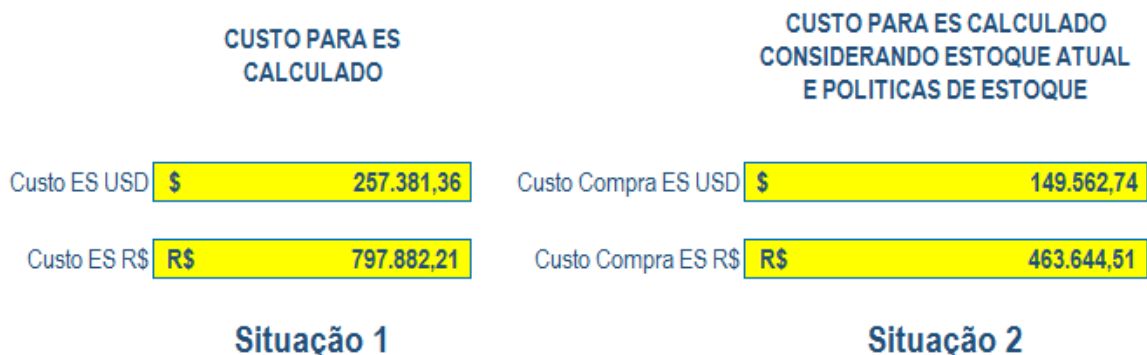 CUSTO PARA ES
CALCULADO
CUSTO PARA ES CALCULADO
CONSIDERANDO ESTOQUE ATUAL
E POLITICAS DE ESTOQUE
Custo ES USD $ 257.381,36
Custo Compra ES USD $ 149.562,74
Custo ES R$ R$ 797.882,21
Custo Compra ES R$ R$ 463.644,51
Situação 1
Situação 2